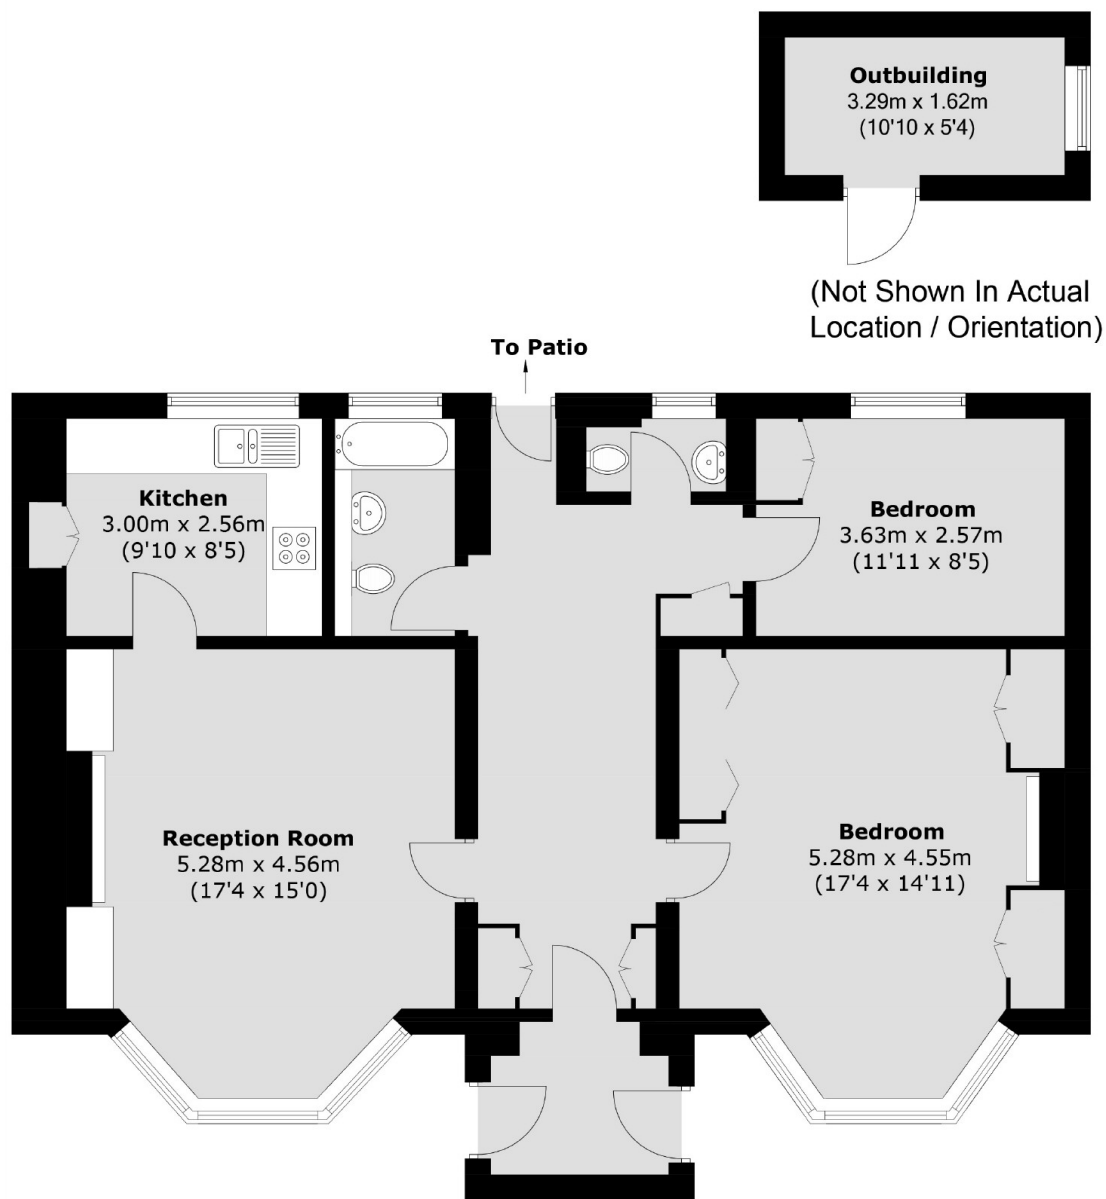 Outbuilding
3.29m x 1.62m
(10'10 x 5'4)
(Not Shown In Actual
Location / Orientation)
To Patio
Kitchen
3.00m x 2.56m
(9'10 x 8'5)
Bedroom
3.63m x 2.57m
(11'11 x 8'5)
Reception Room
5.28m x 4.56m
(17'4 x 15'0)
Bedroom
5.28m x 4.55m
(17'4 x 14'11)